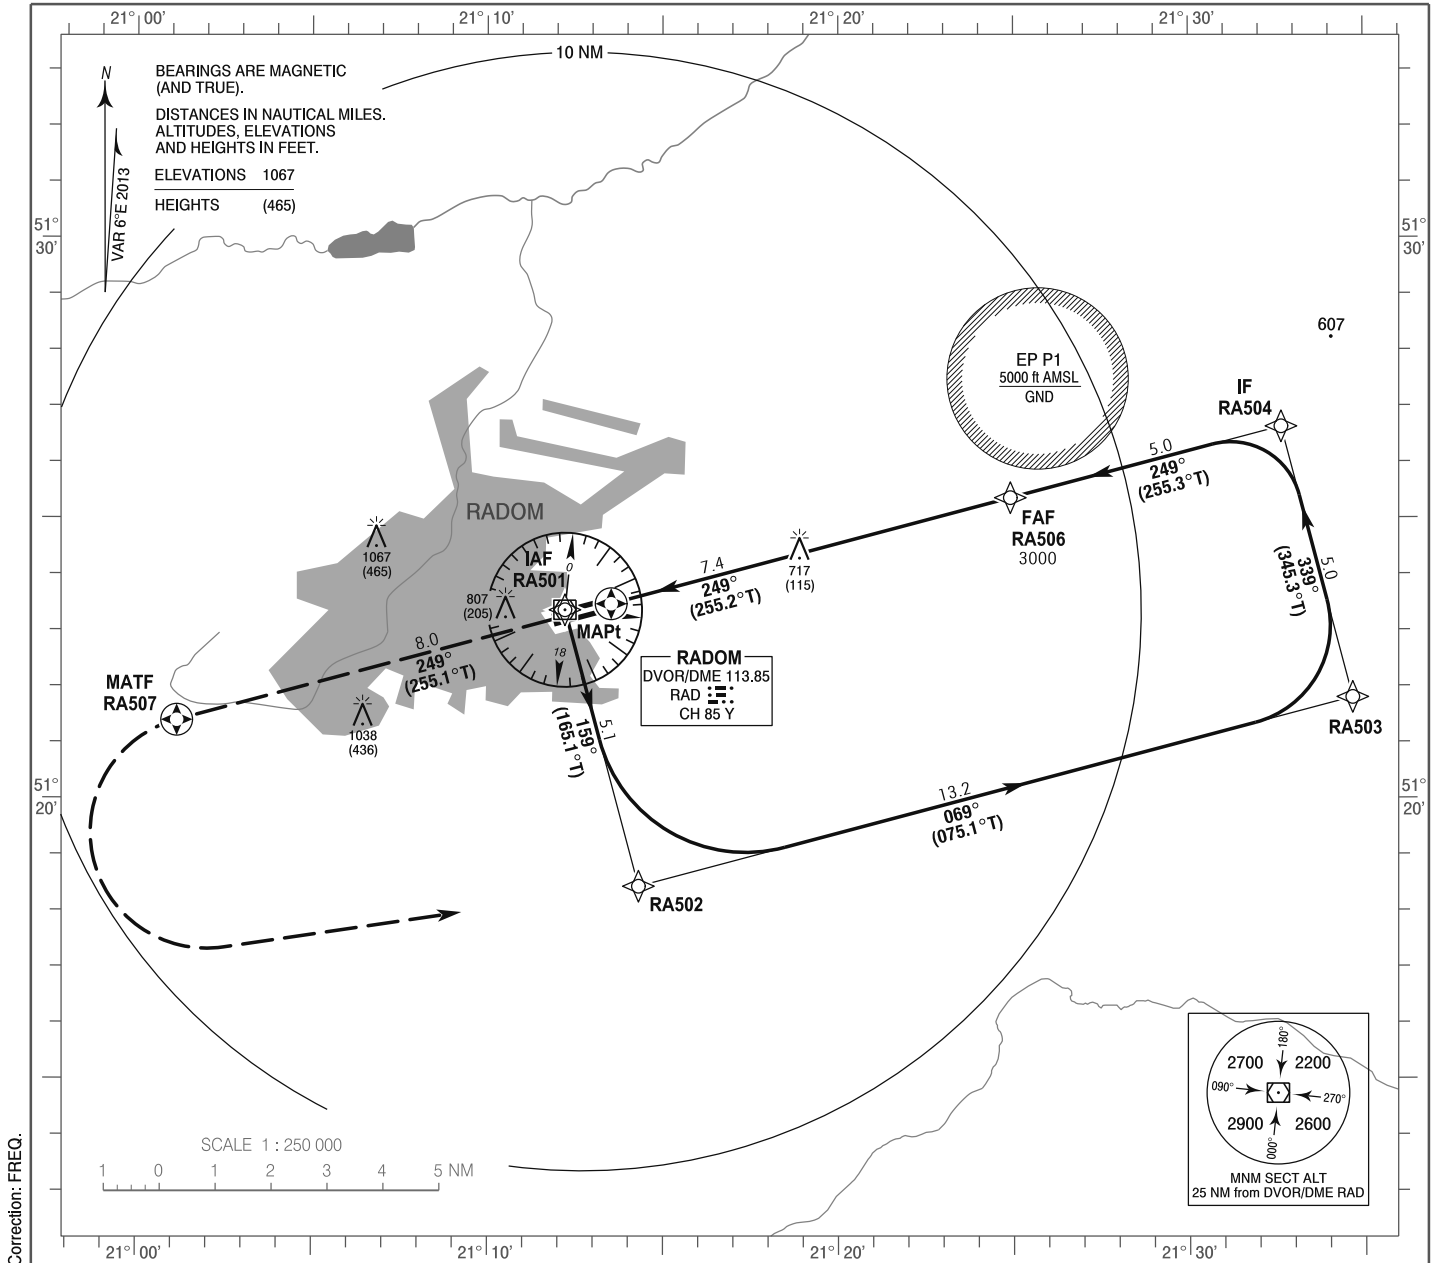 21° 00′ 21° 10′ 21° 20′ 21° 30′
10 NM
N
VAR 6°E 2013
BEARINGS ARE MAGNETIC
(AND TRUE).
DISTANCES IN NAUTICAL MILES.
ALTITUDES, ELEVATIONS
AND HEIGHTS IN FEET.
ELEVATIONS 1067
HEIGHTS (465)
51°
30′
51°
30′
607
EP P1
5000 ft AMSL
GND
IF
RA504
5.0
249°
(255.3°T)
FAF
RA506
3000
RADOM
1067
(465)
IAF
RA501
0
18
717
(115)
7.4
249°
(255.2°T)
5.0
339°
(345.3°T)
807
(205)
MAPt
8.0
249°
(255.1°T)
RADOM
DVOR/DME 113.85
RAD
CH 85 Y
MATF
RA507
1038
(436)
5.1
159°
(165.1°T)
RA503
51°
20′
51°
20′
13.2
069°
(075.1°T)
RA502
180°
2700 2200
090° 270°
2900 2600
000°
MNM SECT ALT
25 NM from DVOR/DME RAD
SCALE 1 : 250 000
1 0 1 2 3 4 5 NM
Correction: FREQ.
21° 00′ 21° 10′ 21° 20′ 21° 30′